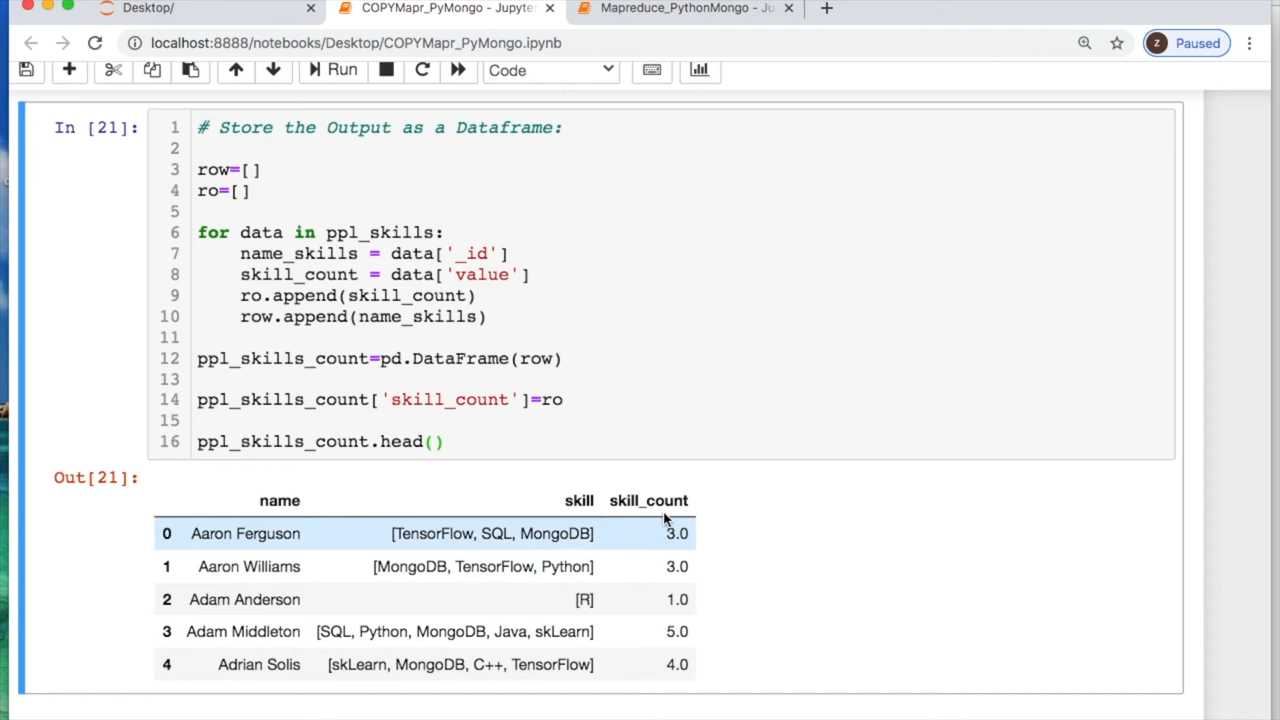 Desktop/ COPYMapr_PyMongo - Jupyter Mapreduce_PythonMongo - Ju
localhost:8888/notebooks/Desktop/COPYMapr_PyMongo.ipynb z Paused
Run Code
In [21]:
1 # Store the Output as a Dataframe:
2
3 row=[]
4 ro=[]
5
6 for data in ppl_skills:
7 name_skills = data['_id']
8 skill_count = data['value']
9 ro.append(skill_count)
10 row.append(name_skills)
11
12 ppl_skills_count=pd.DataFrame(row)
13
14 ppl_skills_count['skill_count']=ro
15
16 ppl_skills_count.head()
Out[21]:
name skill skill_count
0 Aaron Ferguson [TensorFlow, SQL, MongoDB] 3.0
1 Aaron Williams [MongoDB, TensorFlow, Python] 3.0
2 Adam Anderson [R] 1.0
3 Adam Middleton [SQL, Python, MongoDB, Java, skLearn] 5.0
4 Adrian Solis [skLearn, MongoDB, C++, TensorFlow] 4.0